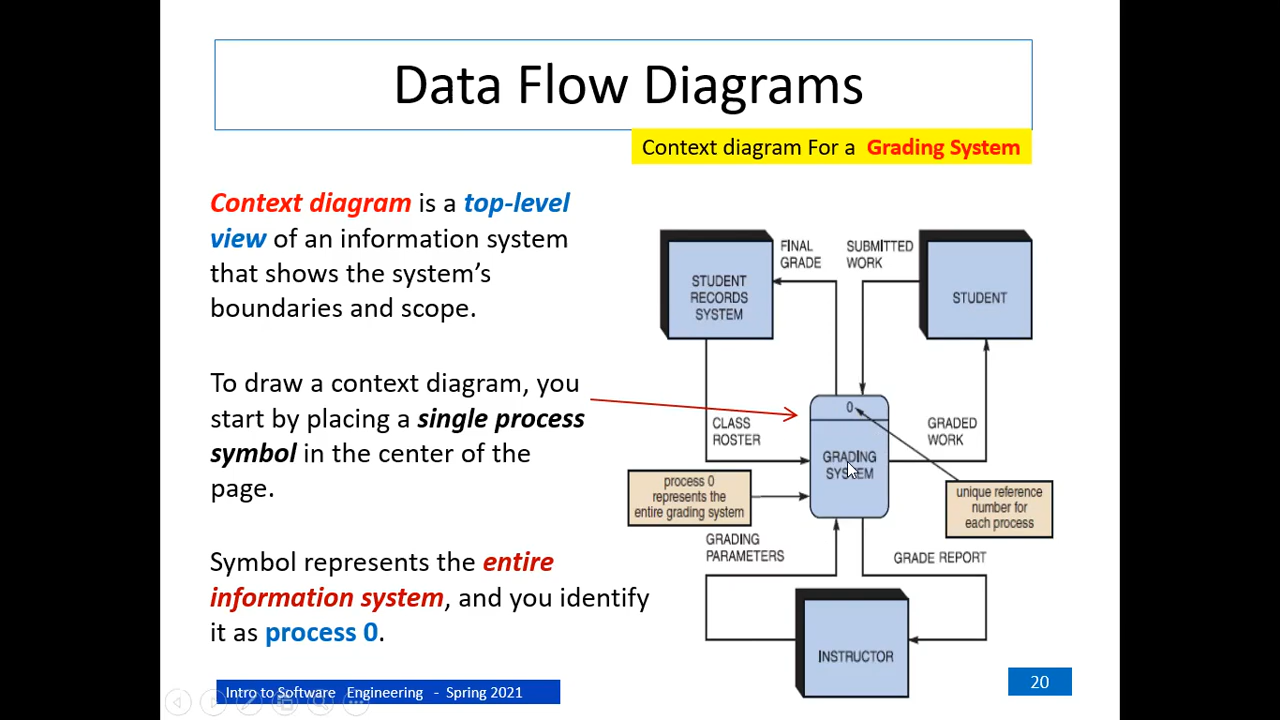 Data Flow Diagrams
Context diagram For a Grading System
Context diagram is a top-level
view of an information system
that shows the system's
boundaries and scope.
To draw a context diagram, you
start by placing a single process
symbol in the center of the
page.
Symbol represents the entire
information system, and you identify
it as process 0.
FINAL
GRADE
SUBMITTED
WORK
STUDENT
RECORDS
SYSTEM
STUDENT
0
CLASS
ROSTER
GRADED
WORK
GRADING
SYSTEM
process 0
represents the
entire grading system
unique reference
number for
each process
GRADING
PARAMETERS
GRADE REPORT
INSTRUCTOR
Intro to Software Engineering - Spring 2021
20